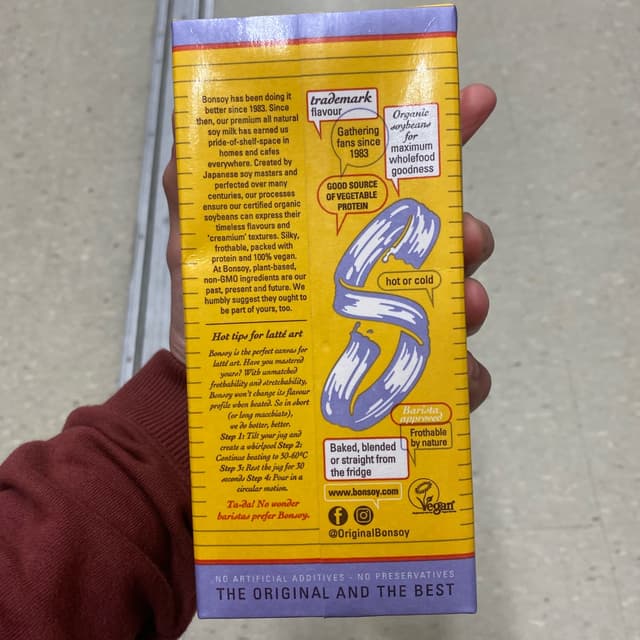 Bonsoy has been doing it
better since 1983. Since
then, our premium all natural
soy milk has earned us
pride-of-shelf-space in
homes and cafes
everywhere. Created by
Japanese soy masters and
perfected over many
centuries, our processes
ensure our certified organic
soybeans can express their
timeless flavours and
'creamium' textures. Silky,
frothable, packed with
protein and 100% vegan.
At Bonsoy, plant-based,
non-GMO ingredients are our
past, present and future. We
humbly suggest they ought to
be part of yours, too.
Hot tips for latté art
Bonsoy is the perfect canvas for
latté art. Have you mastered
yours? With unmatched
frothability and stretchability,
Bonsoy won't change its flavour
profile when heated. So in short
(or long macchiato),
we do better, better.
Step 1: Tilt your jug and
create a whirlpool Step 2:
Continue heating to 50-60°C
Step 3: Rest the jug for 30
seconds Step 4: Pour in a
circular motion.
Ta-da! No wonder
baristas prefer Bonsoy.
trademark
flavour
Gathering
fans since
1983
Organic
soybeans
for
maximum
wholefood
goodness
GOOD SOURCE
OF VEGETABLE
PROTEIN
hot or cold
Barista
approved
Frothable
by nature
Baked, blended
or straight from
the fridge
www.bonsoy.com
Vegan
@OriginalBonsoy
NO ARTIFICIAL ADDITIVES - NO PRESERVATIVES
THE ORIGINAL AND THE BEST